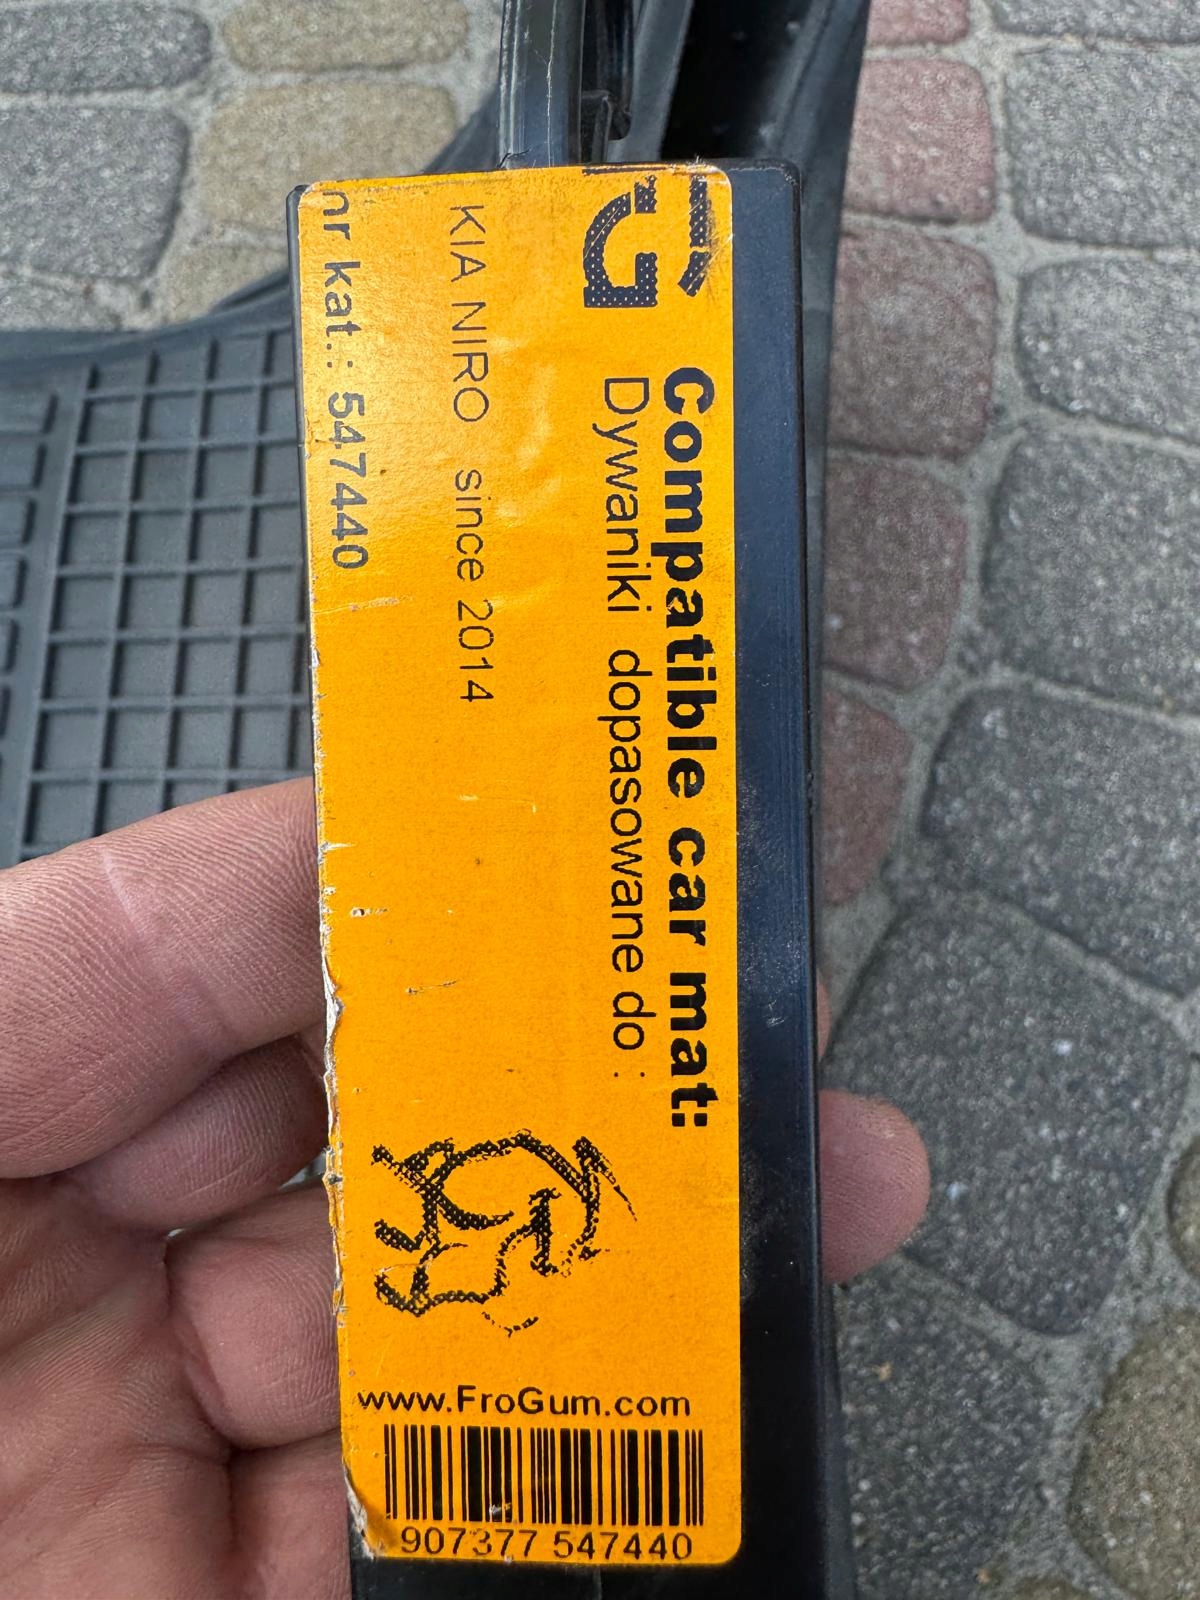 Compatible car mat:
Dywaniki dopasowane do :
KIA NIRO since 2014
nr kat.: 547440
www.FroGum.com
907377 547440